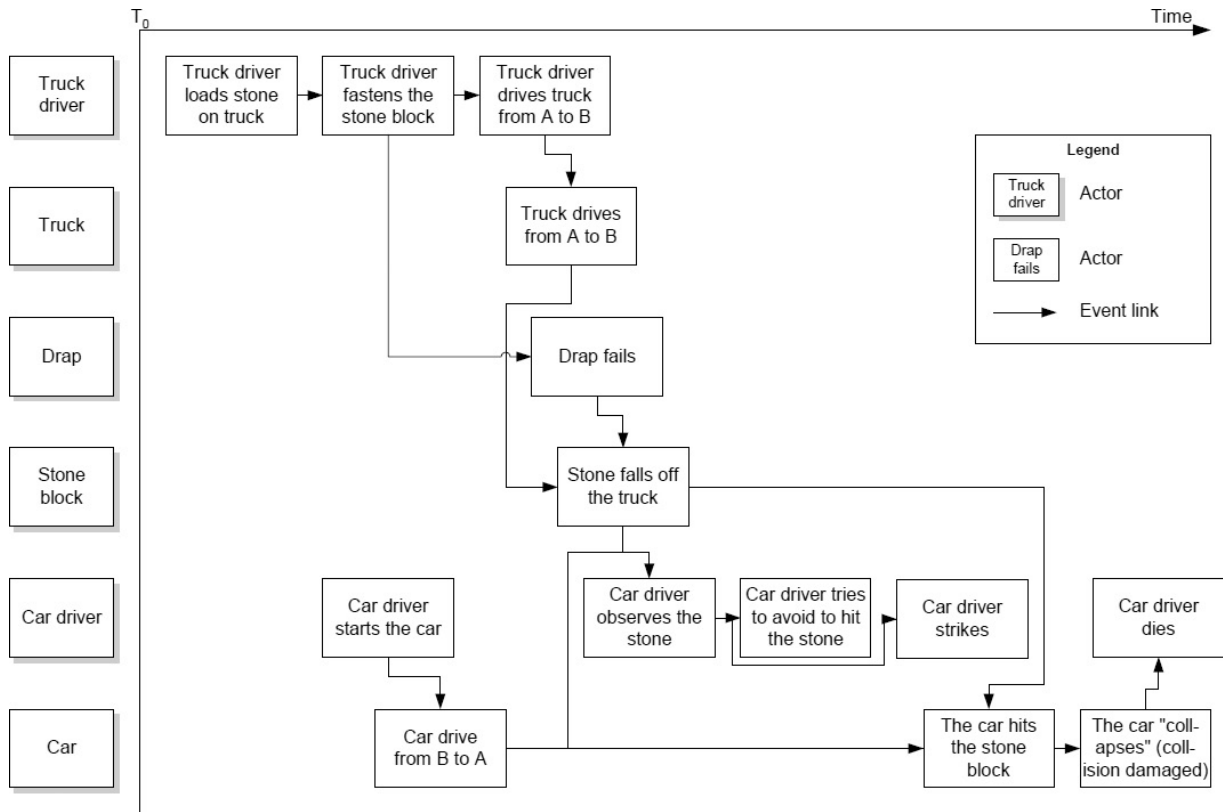 T0
Time
Truck
driver
Truck driver
loads stone
on truck
Truck driver
fastens the
stone block
Truck driver
drives truck
from A to B
Legend
Truck
driver
Actor
Drap
fails
Actor
Event link
Truck
Truck drives
from A to B
Drap
Drap fails
Stone
block
Stone falls off
the truck
Car driver
Car driver
starts the car
Car driver
observes the
stone
Car driver tries
to avoid to hit
the stone
Car driver
strikes
Car driver
dies
Car
Car drive
from B to A
The car hits
the stone
block
The car "coll-
apses" (coll-
ision damaged)